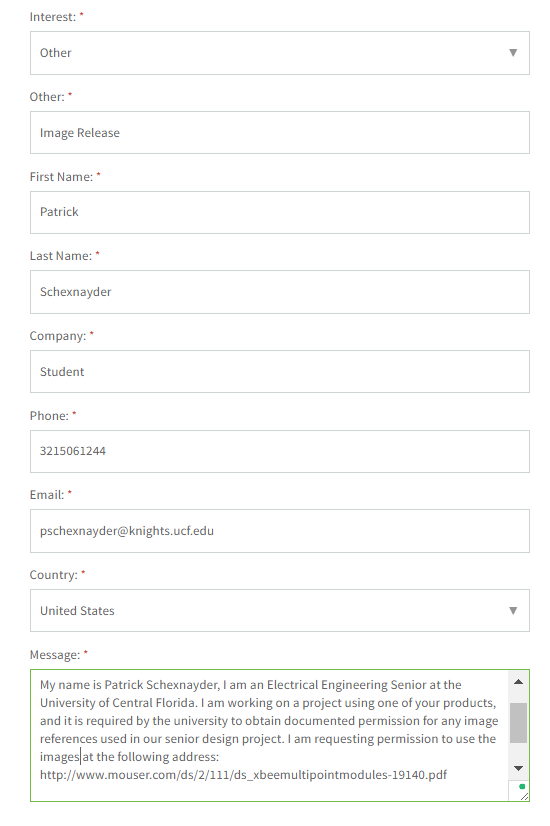 Interest: *
Other
Other: *
Image Release
First Name: *
Patrick
Last Name: *
Schexnayder
Company: *
Student
Phone: *
3215061244
Email: *
pschexnayder@knights.ucf.edu
Country: *
United States
Message: *
My name is Patrick Schexnayder, I am an Electrical Engineering Senior at the
University of Central Florida. I am working on a project using one of your products,
and it is required by the university to obtain documented permission for any image
references used in our senior design project. I am requesting permission to use the
images at the following address:
http://www.mouser.com/ds/2/111/ds_xbeemultipointmodules-19140.pdf